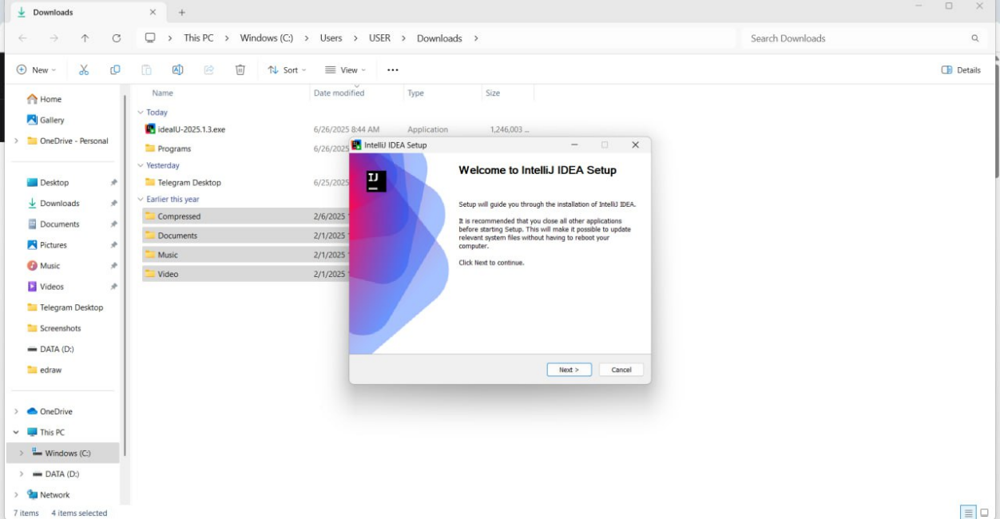 Downloads
This PC > Windows (C:) > Users > USER > Downloads >
Search Downloads
New
Sort
View
Details
Home
Gallery
OneDrive - Personal
Desktop
Downloads
Documents
Pictures
Music
Videos
Telegram Desktop
Screenshots
DATA (D:)
edraw
OneDrive
This PC
Windows (C:)
DATA (D:)
Network
Name Date modified Type Size
Today
idealU-2025.1.3.exe 6/26/2025 8:44 AM Application 1,246,003 ...
Programs 6/26/2025
Yesterday
Telegram Desktop 6/25/2025
Earlier this year
Compressed 2/6/2025
Documents 2/1/2025
Music 2/1/2025
Video 2/1/2025
IntelliJ IDEA Setup
IJ
Welcome to IntelliJ IDEA Setup
Setup will guide you through the installation of IntelliJ IDEA.
It is recommended that you close all other applications
before starting Setup. This will make it possible to update
relevant system files without having to reboot your
computer.
Click Next to continue.
Next >
Cancel
7 items 4 items selected